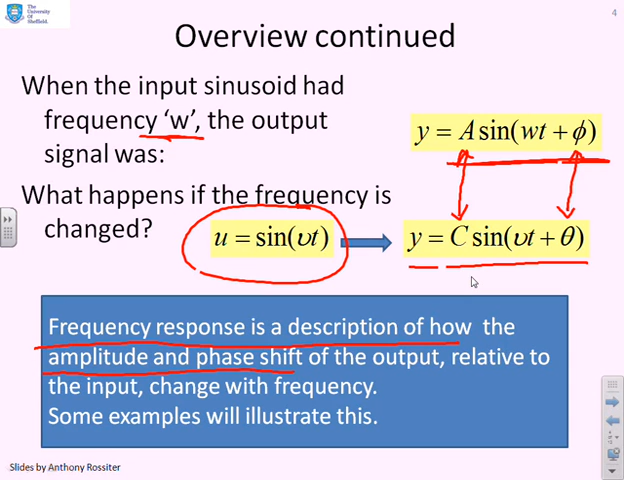 The
University
Of
Sheffield.
4
Overview continued
When the input sinusoid had
frequency ‘w’, the output
signal was:
y = A sin(wt + ϕ)
What happens if the frequency is
changed?
u = sin(υt)
y = C sin(υt + θ)
Frequency response is a description of how the
amplitude and phase shift of the output, relative to
the input, change with frequency.
Some examples will illustrate this.
Slides by Anthony Rossiter